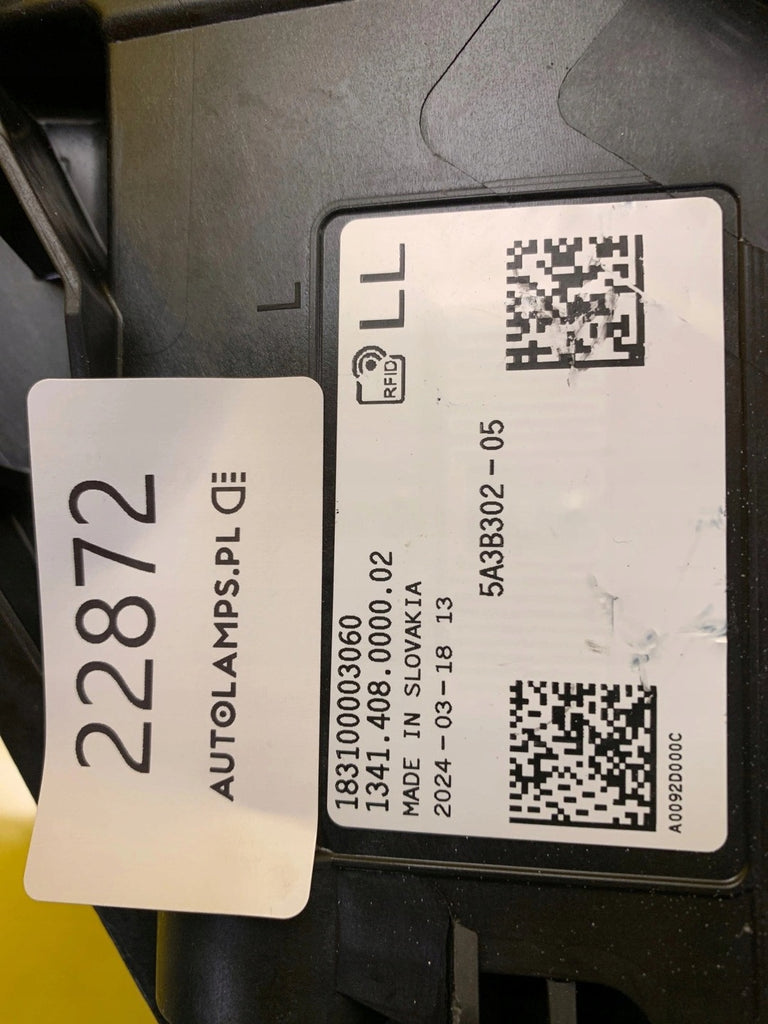 22872
AUTOLAMPS.PL
L
RFID LL
183100003060
1341.408.0000.02
MADE IN SLOVAKIA
2024-03-18 13
5A3B302-05
A0092D000C